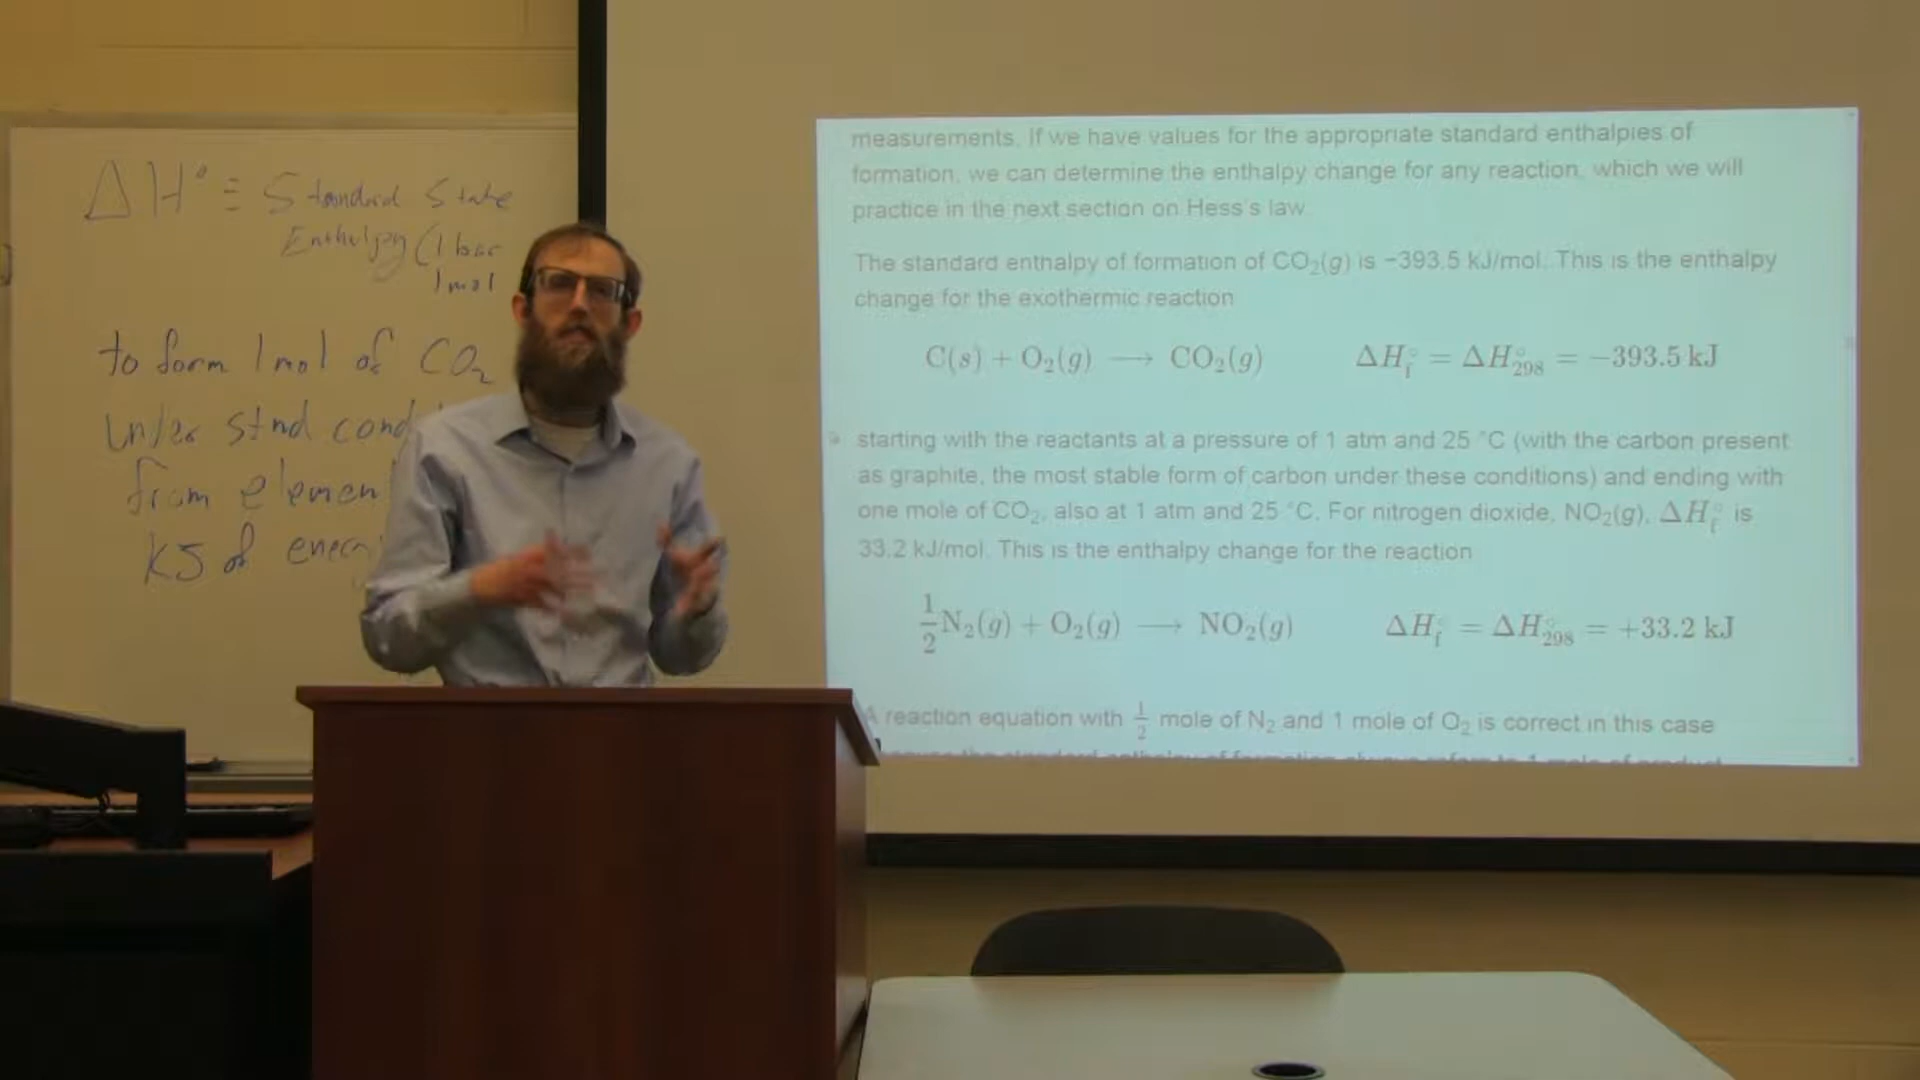 ΔH° ≡ Standard State
Enthalpy (1 bar
1 mol
to form 1 mol of CO₂
under stnd cond
from elemen
KJ of energ
measurements. If we have values for the appropriate standard enthalpies of
formation, we can determine the enthalpy change for any reaction, which we will
practice in the next section on Hess's law.
The standard enthalpy of formation of CO₂(g) is −393.5 kJ/mol. This is the enthalpy
change for the exothermic reaction
C(s) + O₂(g) ⟶ CO₂(g) ΔH°f = ΔH°298 = −393.5 kJ
starting with the reactants at a pressure of 1 atm and 25 °C (with the carbon present
as graphite, the most stable form of carbon under these conditions) and ending with
one mole of CO₂, also at 1 atm and 25 °C. For nitrogen dioxide, NO₂(g), ΔH°f is
33.2 kJ/mol. This is the enthalpy change for the reaction
½N₂(g) + O₂(g) ⟶ NO₂(g) ΔH°f = ΔH°298 = +33.2 kJ
A reaction equation with ½ mole of N₂ and 1 mole of O₂ is correct in this case